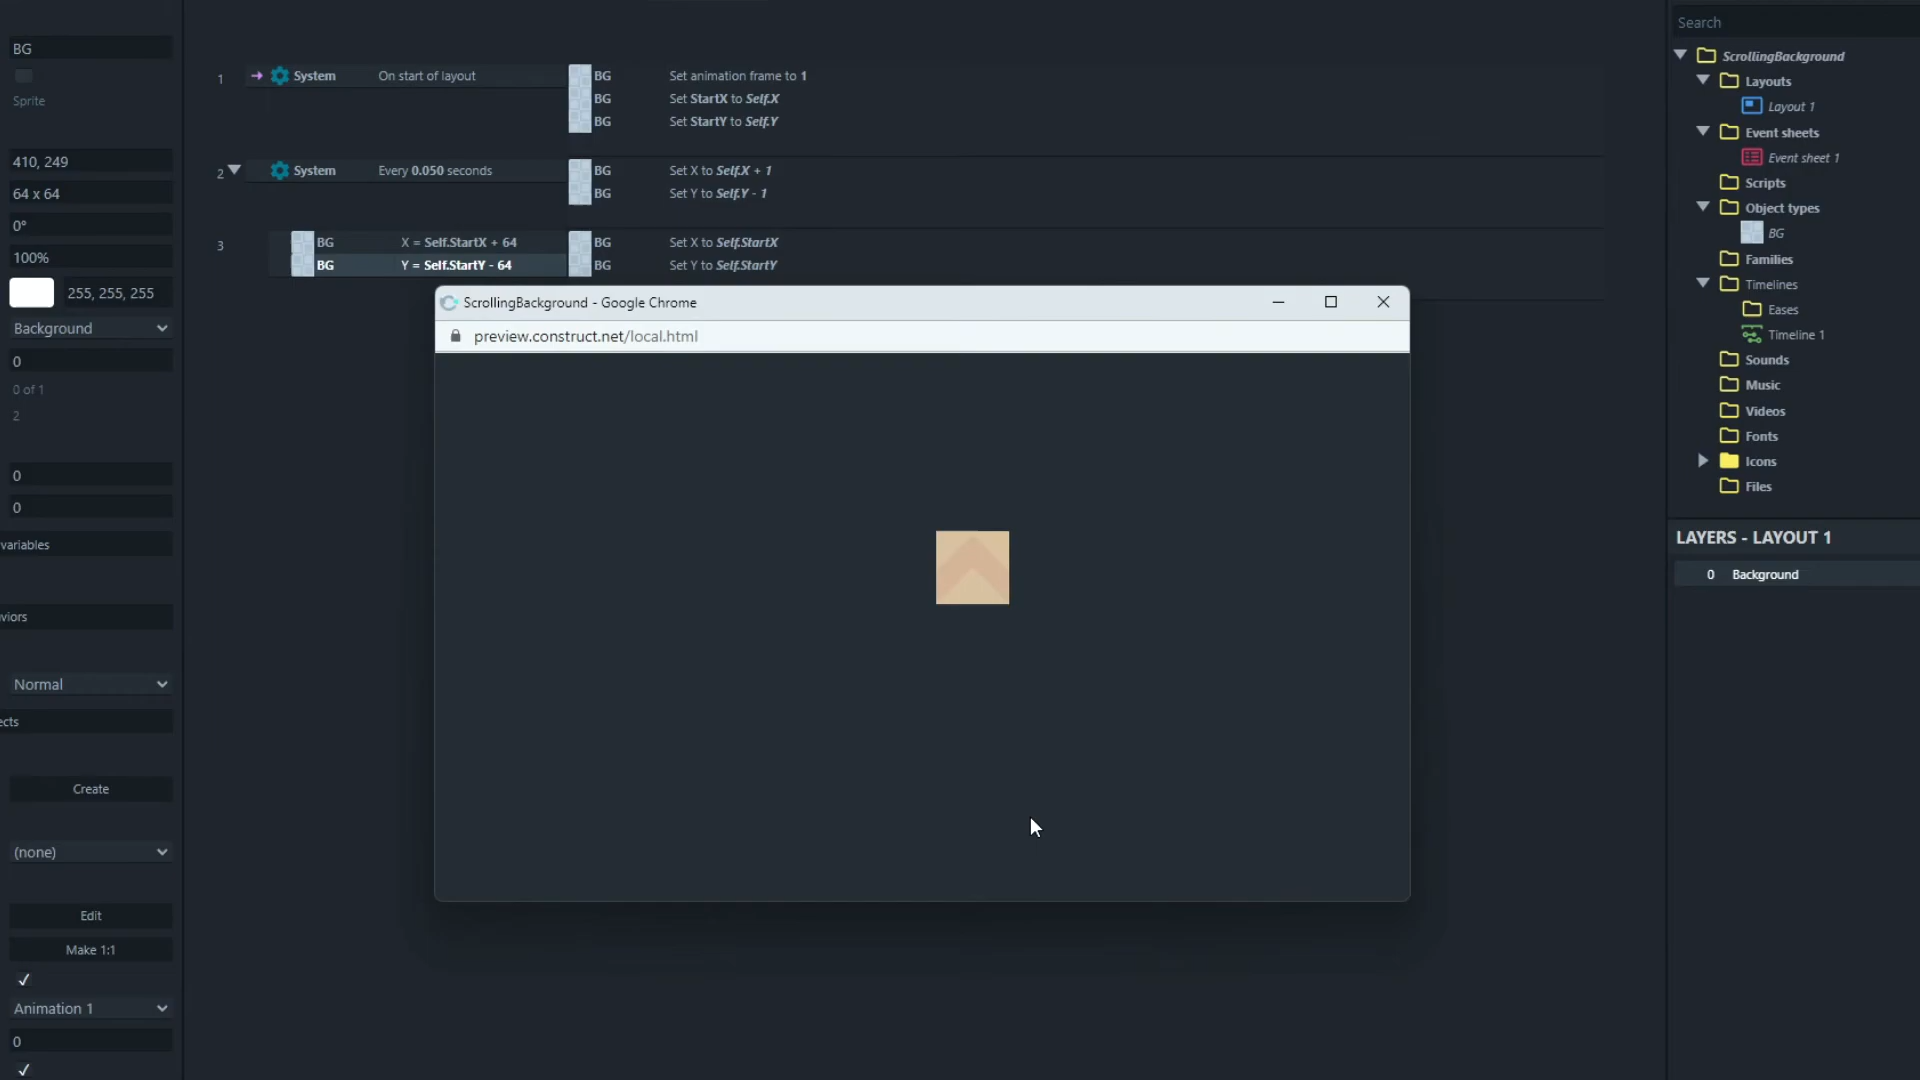 BG
Sprite
410, 249
64 x 64
0°
100%
255, 255, 255
Background
0
0 of 1
2
0
0
variables
viors
Normal
ects
Create
(none)
Edit
Make 1:1
Animation 1
0
1 System On start of layout BG Set animation frame to 1
BG Set StartX to Self.X
BG Set StartY to Self.Y
2 System Every 0.050 seconds BG Set X to Self.X + 1
BG Set Y to Self.Y - 1
3 BG X = Self.StartX + 64 BG Set X to Self.StartX
BG Y = Self.StartY - 64 BG Set Y to Self.StartY
ScrollingBackground - Google Chrome
preview.construct.net/local.html
Search
ScrollingBackground
Layouts
Layout 1
Event sheets
Event sheet 1
Scripts
Object types
BG
Families
Timelines
Eases
Timeline 1
Sounds
Music
Videos
Fonts
Icons
Files
LAYERS - LAYOUT 1
0 Background